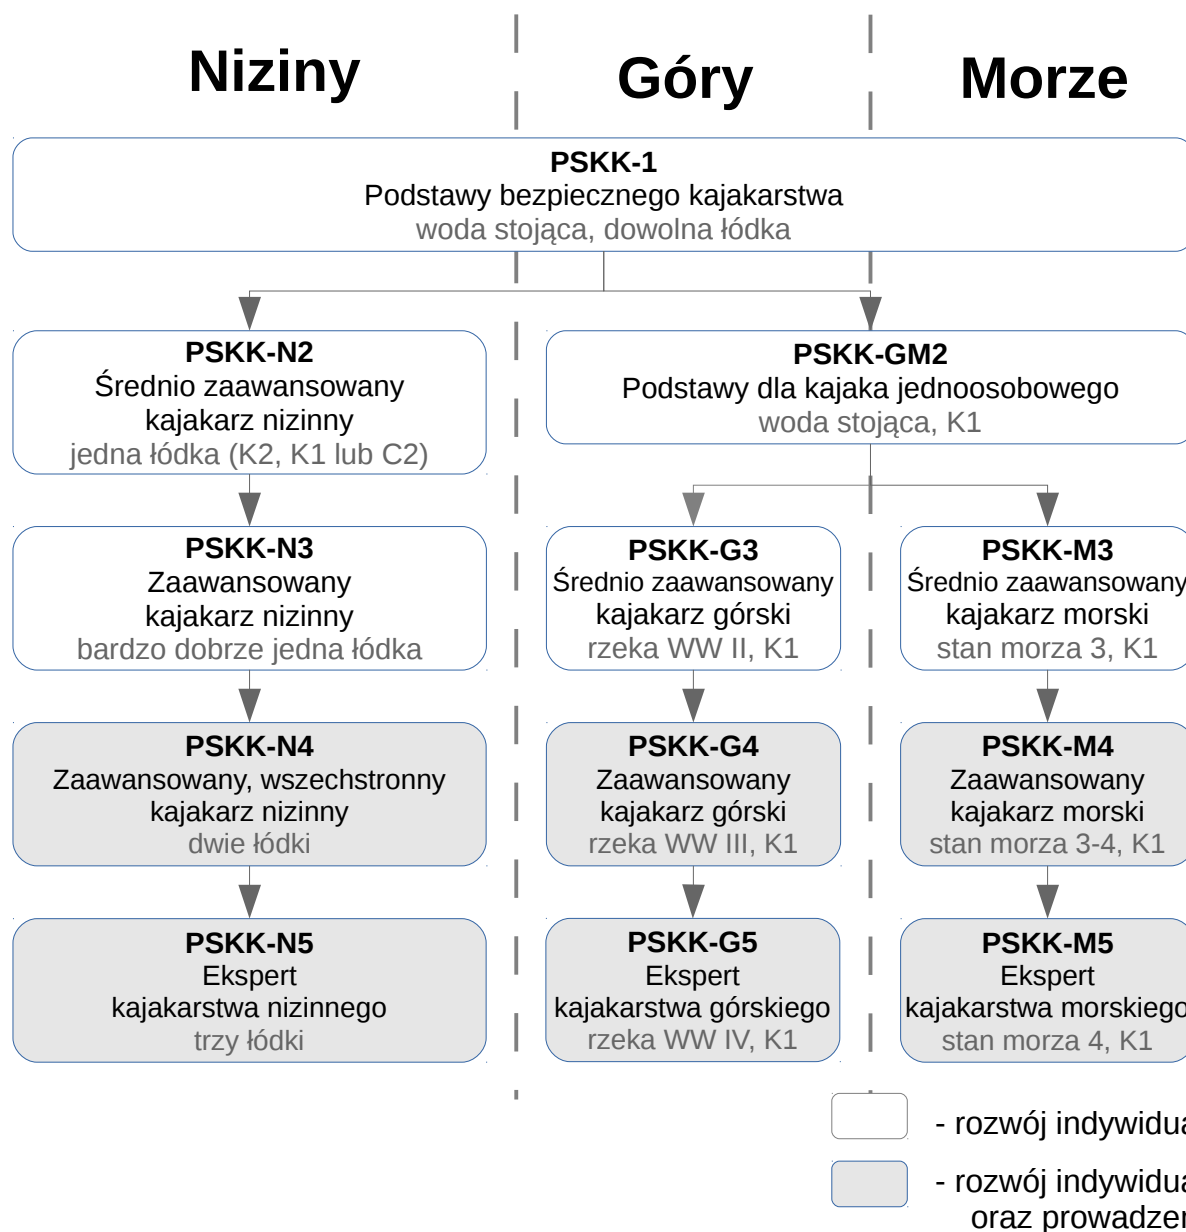 Niziny
Góry
Morze
PSKK-1
Podstawy bezpiecznego kajakarstwa
woda stojąca, dowolna łódka
PSKK-N2
Średnio zaawansowany
kajakarz nizinny
jedna łódka (K2, K1 lub C2)
PSKK-GM2
Podstawy dla kajaka jednoosobowego
woda stojąca, K1
PSKK-N3
Zaawansowany
kajakarz nizinny
bardzo dobrze jedna łódka
PSKK-G3
Średnio zaawansowany
kajakarz górski
rzeka WW II, K1
PSKK-M3
Średnio zaawansowany
kajakarz morski
stan morza 3, K1
PSKK-N4
Zaawansowany, wszechstronny
kajakarz nizinny
dwie łódki
PSKK-G4
Zaawansowany
kajakarz górski
rzeka WW III, K1
PSKK-M4
Zaawansowany
kajakarz morski
stan morza 3-4, K1
PSKK-N5
Ekspert
kajakarstwa nizinnego
trzy łódki
PSKK-G5
Ekspert
kajakarstwa górskiego
rzeka WW IV, K1
PSKK-M5
Ekspert
kajakarstwa morskiego
stan morza 4, K1
- rozwój
- rozwój
oraz